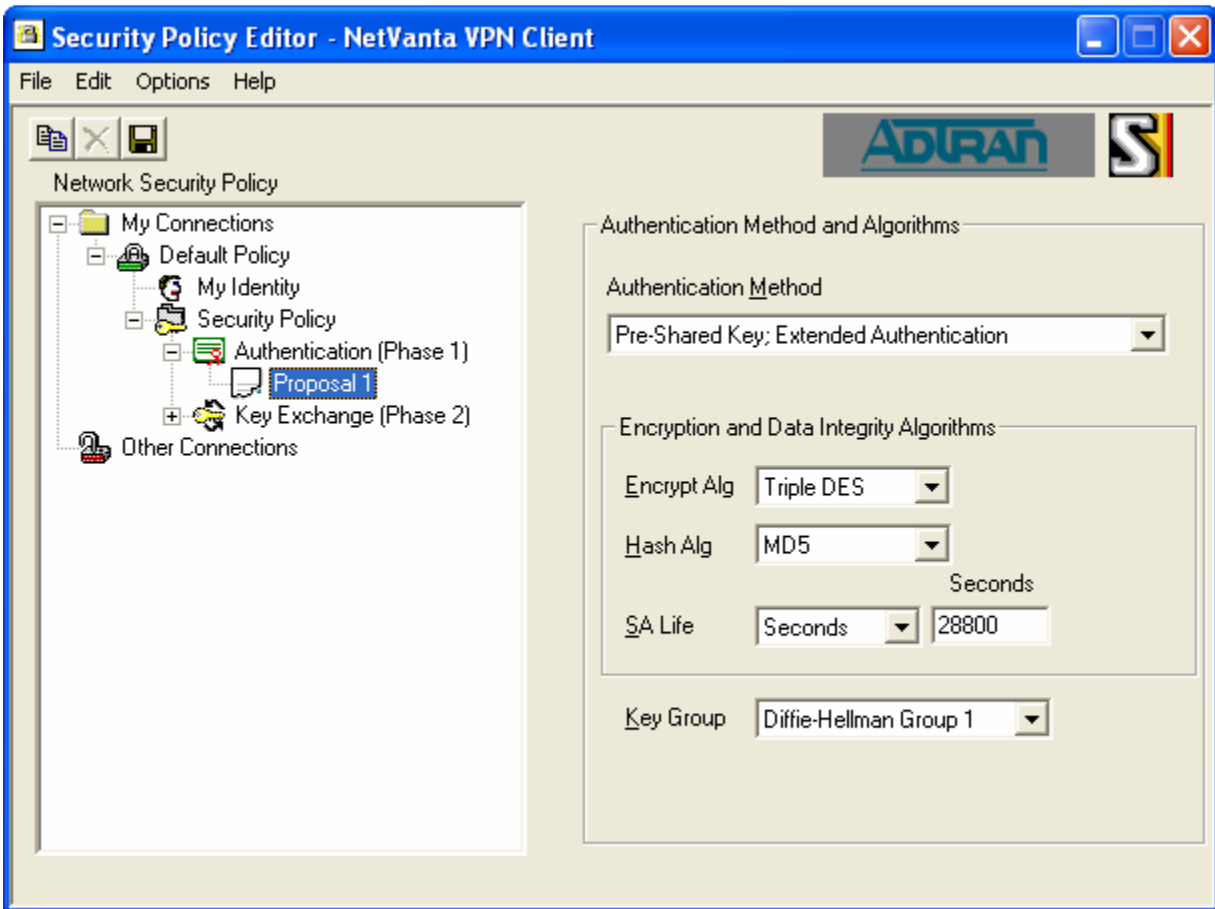 Security Policy Editor - NetVanta VPN Client
File Edit Options Help
ADTRAN
Network Security Policy
My Connections
Default Policy
My Identity
Security Policy
Authentication (Phase 1)
Proposal 1
Key Exchange (Phase 2)
Other Connections
Authentication Method and Algorithms
Authentication Method
Pre-Shared Key; Extended Authentication
Encryption and Data Integrity Algorithms
Encrypt Alg Triple DES
Hash Alg MD5
Seconds
SA Life Seconds 28800
Key Group Diffie-Hellman Group 1